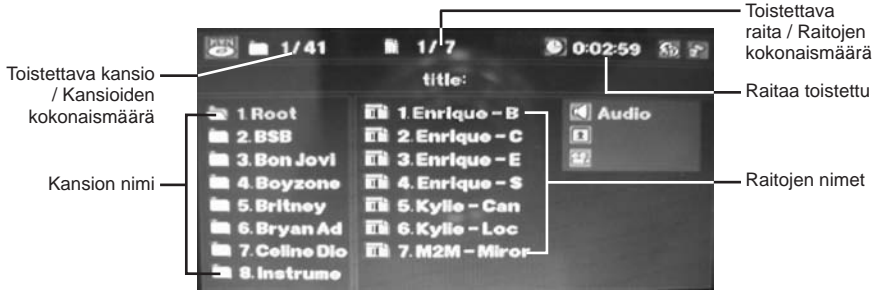 Toistettava
raita / Raitojen
kokonaismäärä
Raitaa toistettu
Raitojen nimet
Toistettava kansio
/ Kansioiden
kokonaismäärä
Kansion nimi
1/41
1/7
0:02:59
title:
1. Root
2. BSB
3. Bon Jovi
4. Boyzone
5. Britney
6. Bryan Ad
7. Celine Dio
8. Instrume
1. Enrique – B
2. Enrique – C
3. Enrique – E
4. Enrique – S
5. Kylie – Can
6. Kylie – Loc
7. M2M – Miror
Audio